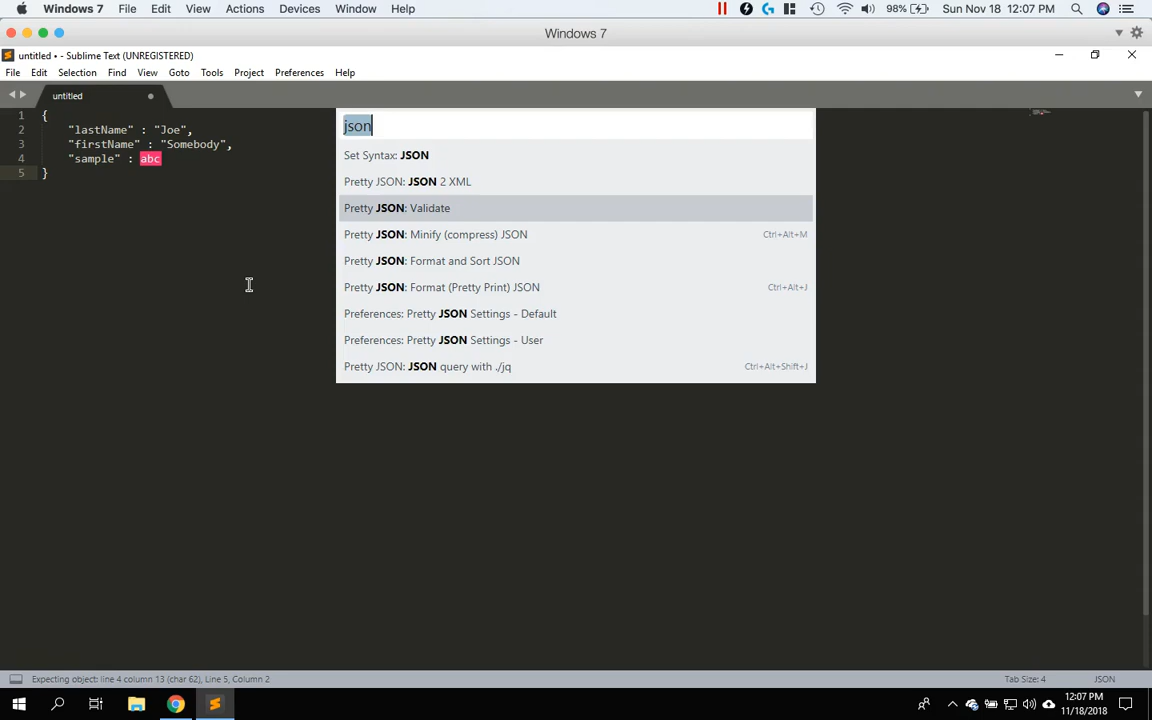 Windows 7 File Edit View Actions Devices Window Help 98% Sun Nov 18 12:07 PM
Windows 7
untitled • - Sublime Text (UNREGISTERED)
File Edit Selection Find View Goto Tools Project Preferences Help
untitled
1 {
2 "lastName" : "Joe",
3 "firstName" : "Somebody",
4 "sample" : abc
5 }
json
Set Syntax: JSON
Pretty JSON: JSON 2 XML
Pretty JSON: Validate
Pretty JSON: Minify (compress) JSON Ctrl+Alt+M
Pretty JSON: Format and Sort JSON
Pretty JSON: Format (Pretty Print) JSON Ctrl+Alt+J
Preferences: Pretty JSON Settings - Default
Preferences: Pretty JSON Settings - User
Pretty JSON: JSON query with ./jq Ctrl+Alt+Shift+J
Expecting object: line 4 column 13 (char 62), Line 5, Column 2 Tab Size: 4 JSON
12:07 PM
11/18/2018